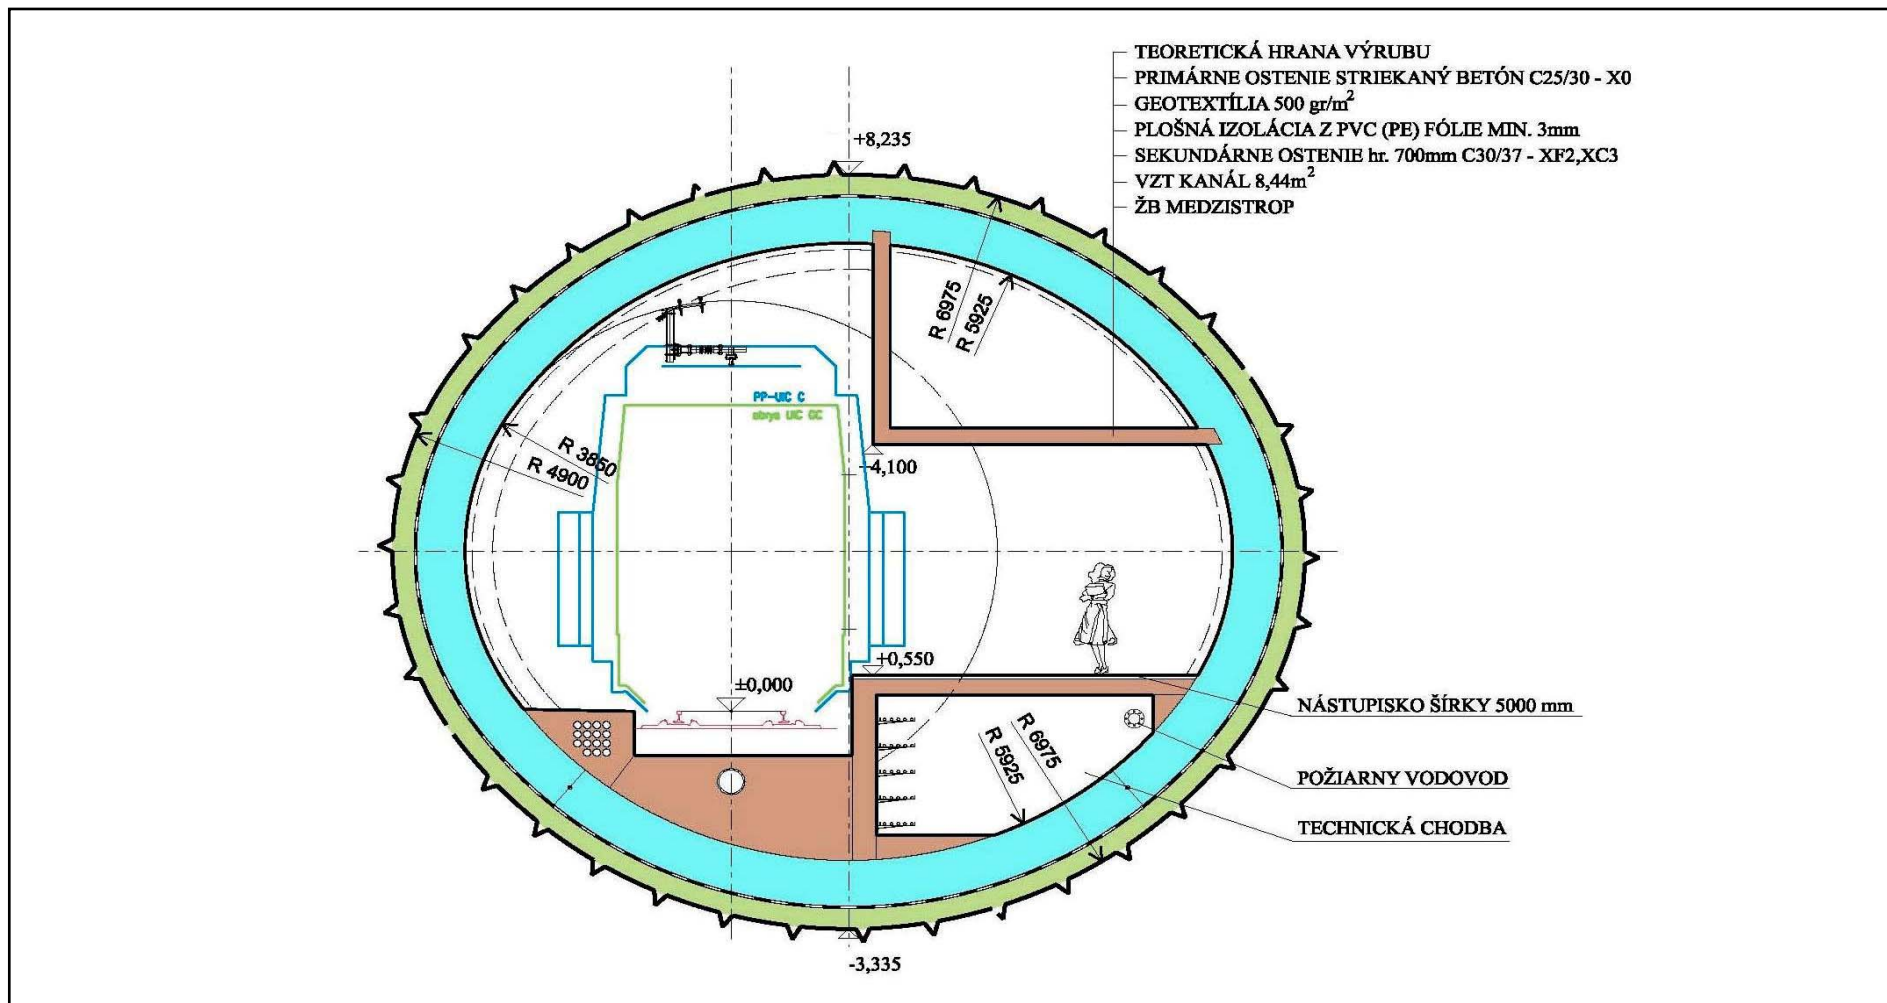 TEORETICKÁ HRANA VÝRUBU
PRIMÁRNE OSTENIE STRIEKANÝ BETÓN C25/30 - X0
GEOTEXTÍLIA 500 gr/m²
PLOŠNÁ IZOLÁCIA Z PVC (PE) FÓLIE MIN. 3mm
SEKUNDÁRNE OSTENIE hr. 700mm C30/37 - XF2,XC3
VZT KANÁL 8,44m²
ŽB MEDZISTROP
+8,235
R 6975
R 5925
PP-UIC C
obrys UIC GC
R 3850
R 4900
+4,100
+0,550
±0,000
NÁSTUPISKO ŠÍRKY 5000 mm
R 6975
R 5925
POŽIARNY VODOVOD
TECHNICKÁ CHODBA
-3,335